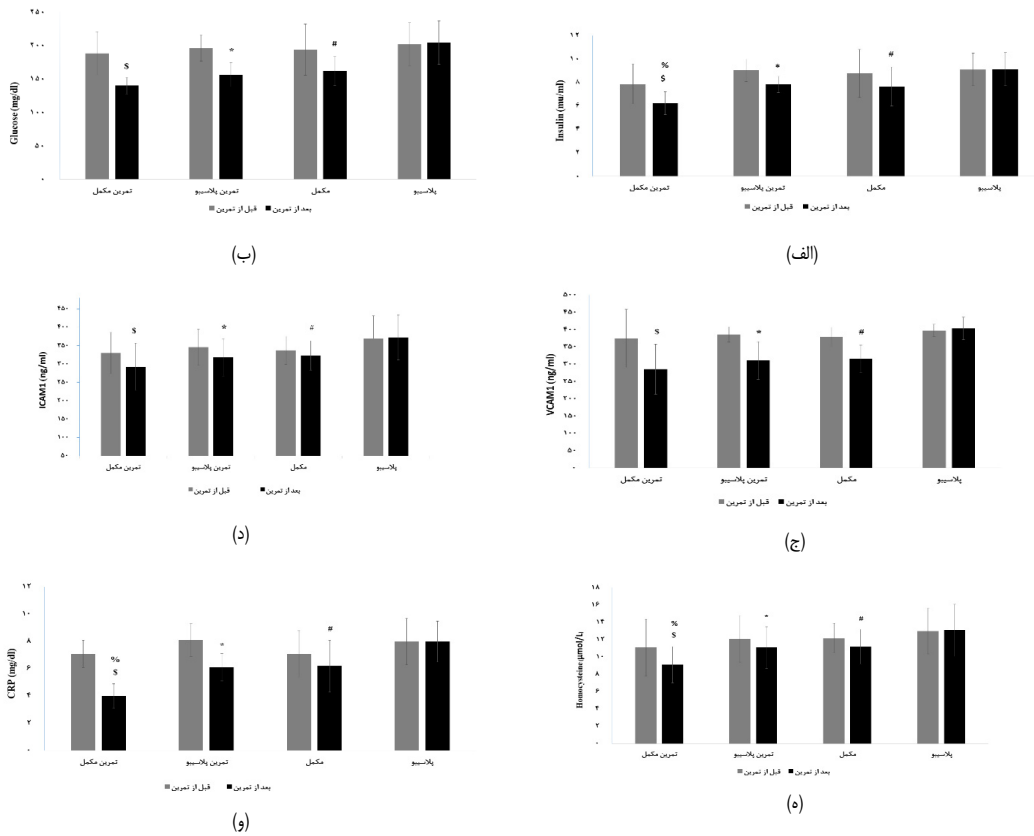 ۱۲
۱۰
۸
۶
۴
۲
۰
Insulin (mu/ml)
%
$
*
#
تمرین مکمل
تمرین پلاسیبو
مکمل
پلاسیبو
قبل از تمرین
بعد از تمرین
(الف)
۲۵۰
۲۰۰
۱۵۰
۱۰۰
۵۰
۰
Glucose (mg/dl)
$
*
#
تمرین مکمل
تمرین پلاسیبو
مکمل
پلاسیبو
قبل از تمرین
بعد از تمرین
(ب)
۵۰۰
۴۵۰
۴۰۰
۳۵۰
۳۰۰
۲۵۰
۲۰۰
۱۵۰
۱۰۰
۵۰
۰
VCAM1 (ng/ml)
$
*
#
تمرین مکمل
تمرین پلاسیبو
مکمل
پلاسیبو
قبل از تمرین
بعد از تمرین
(ج)
۴۵۰
۴۰۰
۳۵۰
۳۰۰
۲۵۰
۲۰۰
۱۵۰
۱۰۰
۵۰
ICAM1 (ng/ml)
$
*
#
تمرین مکمل
تمرین پلاسیبو
مکمل
پلاسیبو
قبل از تمرین
بعد از تمرین
(د)
۱۸
۱۶
۱۴
۱۲
۱۰
۸
۶
۴
۲
۰
Homocysteine µmol/L
%
$
*
#
تمرین مکمل
تمرین پلاسیبو
مکمل
پلاسیبو
قبل از تمرین
بعد از تمرین
(ه)
۱۲
۱۰
۸
۶
۴
۲
۰
CRP (mg/dl)
%
$
*
#
تمرین مکمل
تمرین پلاسیبو
مکمل
پلاسیبو
قبل از تمرین
بعد از تمرین
(و)